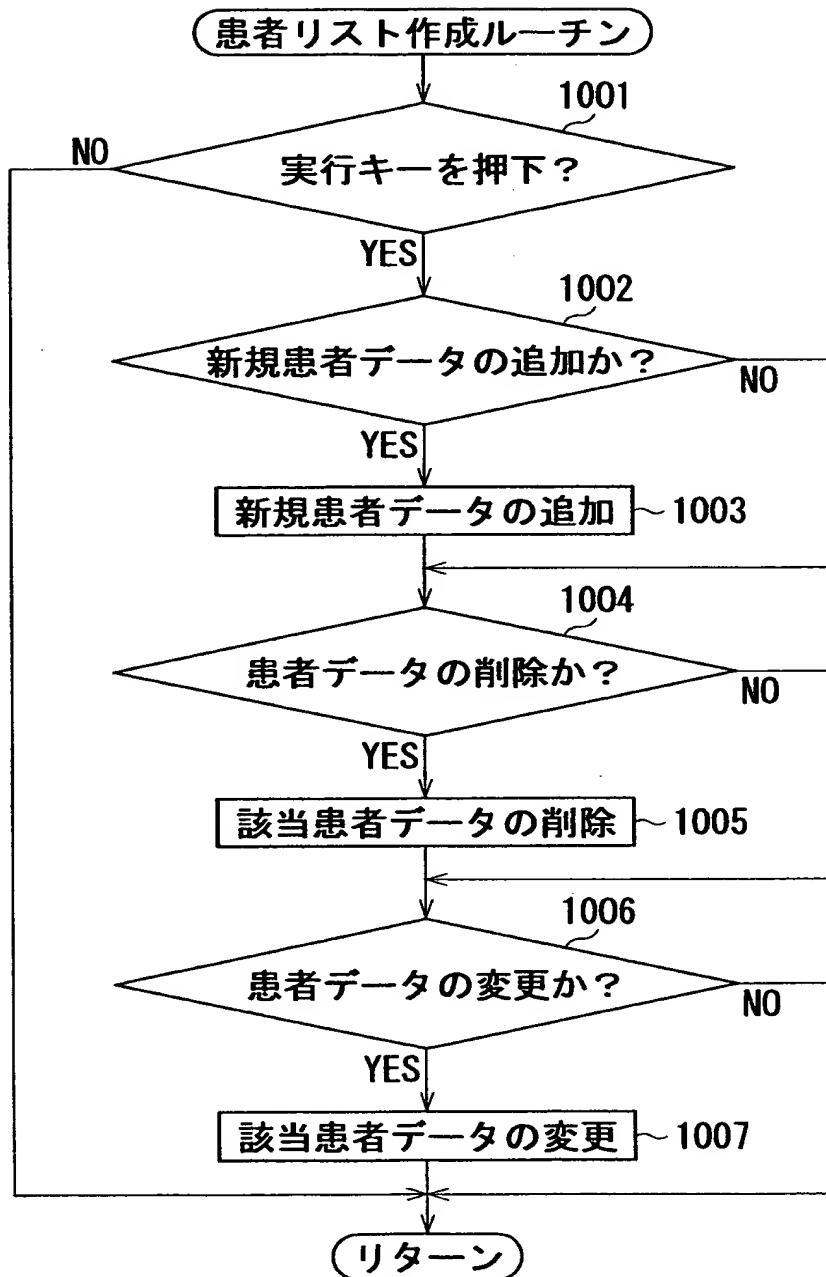 患者リスト作成ルーチン
1001
NO
実行キーを押下?
YES
1002
新規患者データの追加か?
NO
YES
新規患者データの追加
1003
1004
患者データの削除か?
NO
YES
該当患者データの削除
1005
1006
患者データの変更か?
NO
YES
該当患者データの変更
1007
リターン